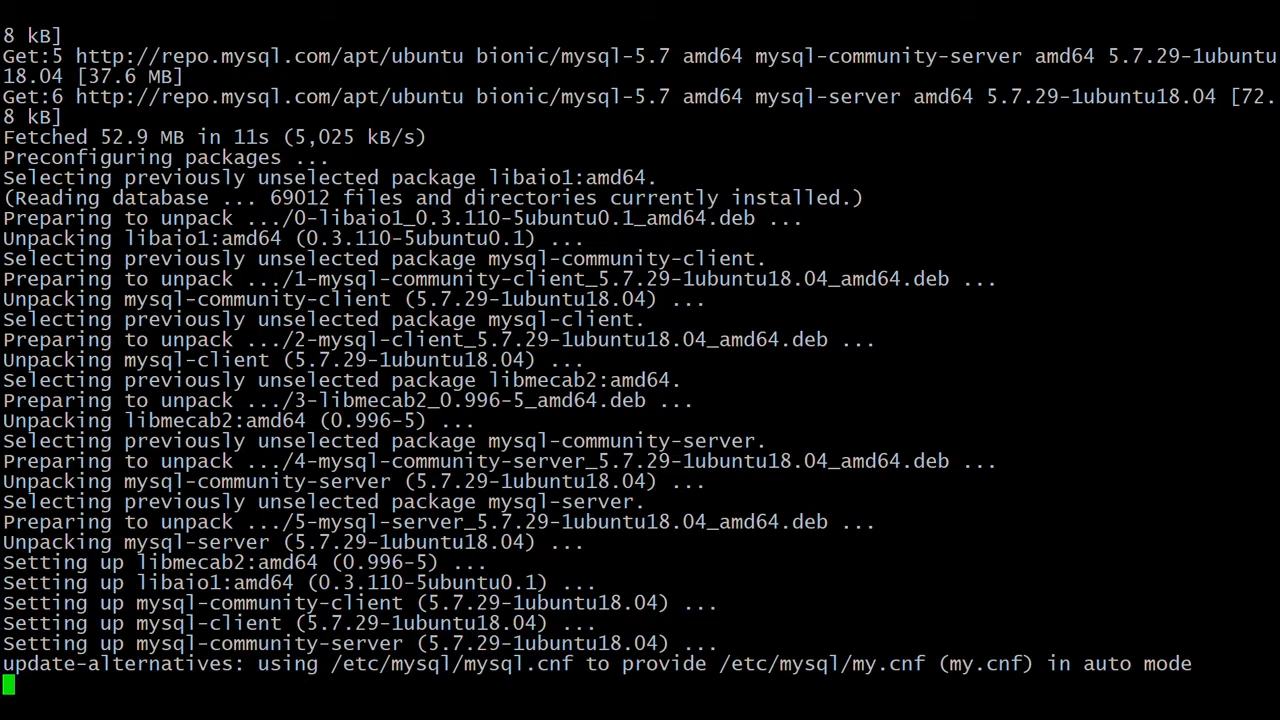 8 kB]
Get:5 http://repo.mysql.com/apt/ubuntu bionic/mysql-5.7 amd64 mysql-community-server amd64 5.7.29-1ubuntu
18.04 [37.6 MB]
Get:6 http://repo.mysql.com/apt/ubuntu bionic/mysql-5.7 amd64 mysql-server amd64 5.7.29-1ubuntu18.04 [72.
8 kB]
Fetched 52.9 MB in 11s (5,025 kB/s)
Preconfiguring packages ...
Selecting previously unselected package libaio1:amd64.
(Reading database ... 69012 files and directories currently installed.)
Preparing to unpack .../0-libaio1_0.3.110-5ubuntu0.1_amd64.deb ...
Unpacking libaio1:amd64 (0.3.110-5ubuntu0.1) ...
Selecting previously unselected package mysql-community-client.
Preparing to unpack .../1-mysql-community-client_5.7.29-1ubuntu18.04_amd64.deb ...
Unpacking mysql-community-client (5.7.29-1ubuntu18.04) ...
Selecting previously unselected package mysql-client.
Preparing to unpack .../2-mysql-client_5.7.29-1ubuntu18.04_amd64.deb ...
Unpacking mysql-client (5.7.29-1ubuntu18.04) ...
Selecting previously unselected package libmecab2:amd64.
Preparing to unpack .../3-libmecab2_0.996-5_amd64.deb ...
Unpacking libmecab2:amd64 (0.996-5) ...
Selecting previously unselected package mysql-community-server.
Preparing to unpack .../4-mysql-community-server_5.7.29-1ubuntu18.04_amd64.deb ...
Unpacking mysql-community-server (5.7.29-1ubuntu18.04) ...
Selecting previously unselected package mysql-server.
Preparing to unpack .../5-mysql-server_5.7.29-1ubuntu18.04_amd64.deb ...
Unpacking mysql-server (5.7.29-1ubuntu18.04) ...
Setting up libmecab2:amd64 (0.996-5) ...
Setting up libaio1:amd64 (0.3.110-5ubuntu0.1) ...
Setting up mysql-community-client (5.7.29-1ubuntu18.04) ...
Setting up mysql-client (5.7.29-1ubuntu18.04) ...
Setting up mysql-community-server (5.7.29-1ubuntu18.04) ...
update-alternatives: using /etc/mysql/mysql.cnf to provide /etc/mysql/my.cnf (my.cnf) in auto mode